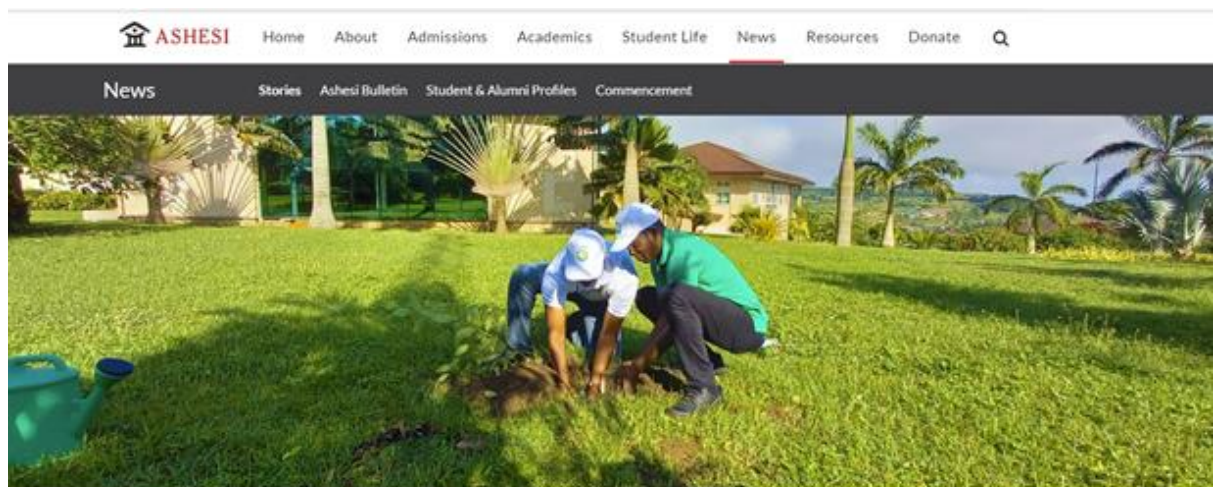 ASHESI Home About Admissions Academics Student Life News Resources Donate
News Stories Ashesi Bulletin Student & Alumni Profiles Commencement